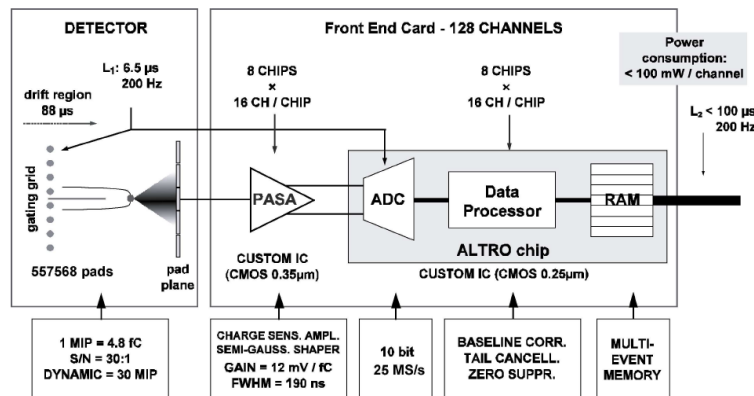 DETECTOR
Front End Card - 128 CHANNELS
Power
consumption:
< 100 mW / channel
L₁: 6.5 µs
200 Hz
drift region
88 µs
8 CHIPS
×
16 CH / CHIP
8 CHIPS
×
16 CH / CHIP
L₂ < 100 µs
200 Hz
gating grid
PASA
ADC
Data
Processor
RAM
ALTRO chip
557568 pads
pad
plane
CUSTOM IC
(CMOS 0.35µm)
CUSTOM IC (CMOS 0.25µm)
1 MIP = 4.8 fC
S/N = 30:1
DYNAMIC = 30 MIP
CHARGE SENS. AMPL.
SEMI-GAUSS. SHAPER
GAIN = 12 mV / fC
FWHM = 190 ns
10 bit
25 MS/s
BASELINE CORR.
TAIL CANCELL.
ZERO SUPPR.
MULTI-
EVENT
MEMORY